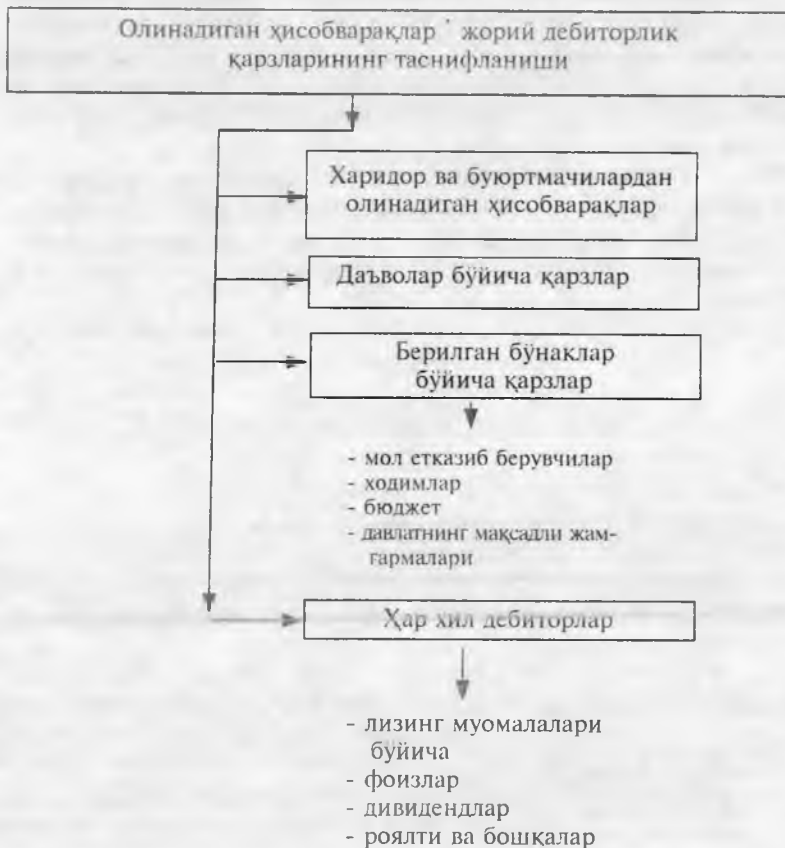 Олинадиган ҳисобварақлар ' жорий дебиторлик
қарзларининг таснифланиши
Харидор ва буюртмачилардан
олинадиган ҳисобварақлар
Даъволар бўйича қарзлар
Берилган бўнаклар
бўйича қарзлар
- мол етказиб берувчилар
- ходимлар
- бюджет
- давлатнинг мақсадли жам-
ғармалари
Ҳар хил дебиторлар
- лизинг муомалалари
бўйича
- фоизлар
- дивидендлар
- роялти ва бошқалар